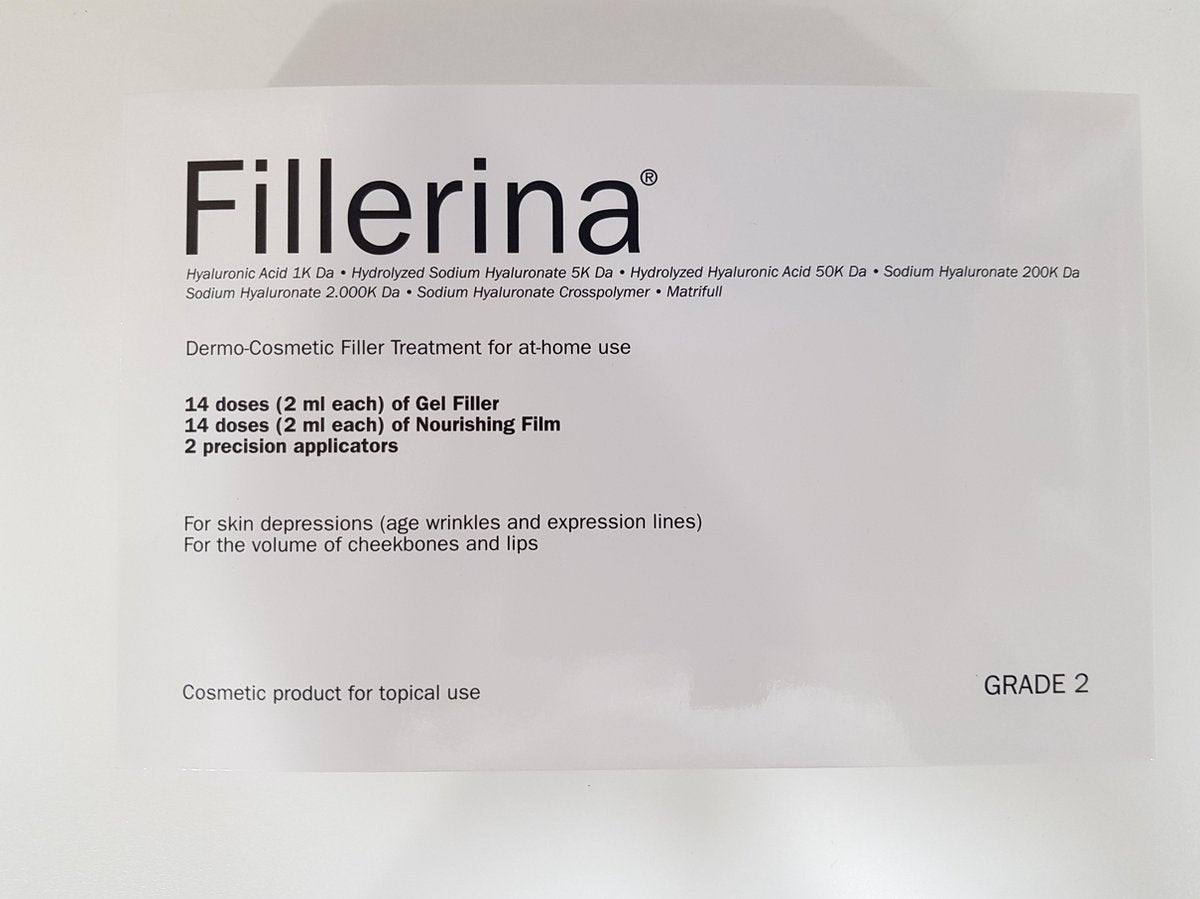 Fillerina®
Hyaluronic Acid 1K Da • Hydrolyzed Sodium Hyaluronate 5K Da • Hydrolyzed Hyaluronic Acid 50K Da • Sodium Hyaluronate 200K Da
Sodium Hyaluronate 2.000K Da • Sodium Hyaluronate Crosspolymer • Matrifull
Dermo-Cosmetic Filler Treatment for at-home use
14 doses (2 ml each) of Gel Filler
14 doses (2 ml each) of Nourishing Film
2 precision applicators
For skin depressions (age wrinkles and expression lines)
For the volume of cheekbones and lips
Cosmetic product for topical use
GRADE 2